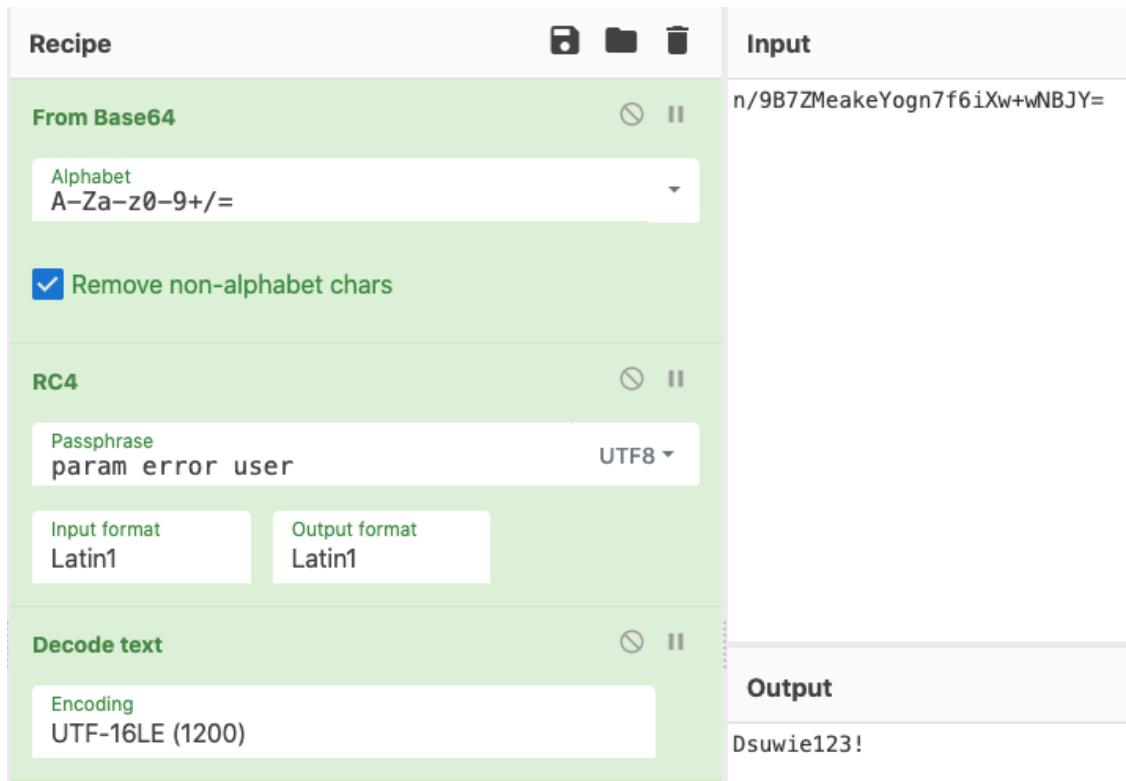 Recipe
From Base64
Alphabet
A-Za-z0-9+/=
Remove non-alphabet chars
RC4
Passphrase
param error user
UTF8
Input format
Latin1
Output format
Latin1
Decode text
Encoding
UTF-16LE (1200)
Input
n/9B7ZMeakeYogn7f6iXw+wNBJY=
Output
Dsuwie123!